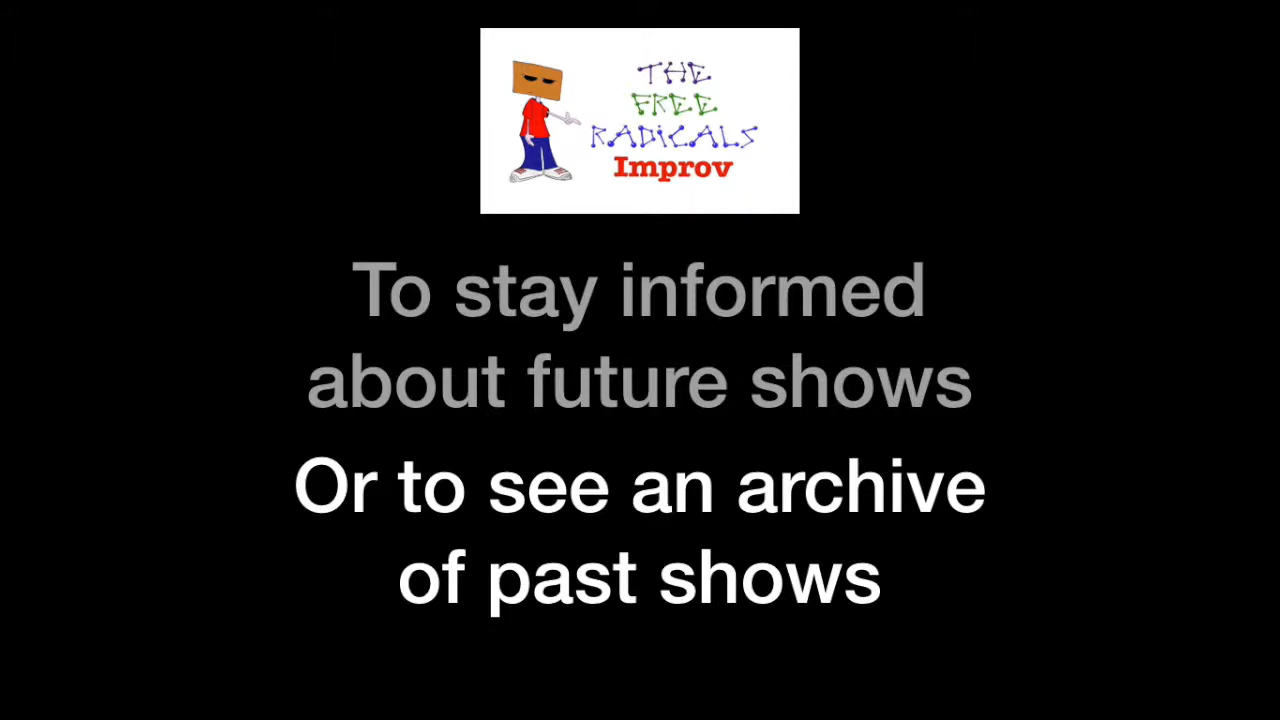 THE
FREE
RADiCALS
Improv
To stay informed
about future shows
Or to see an archive
of past shows